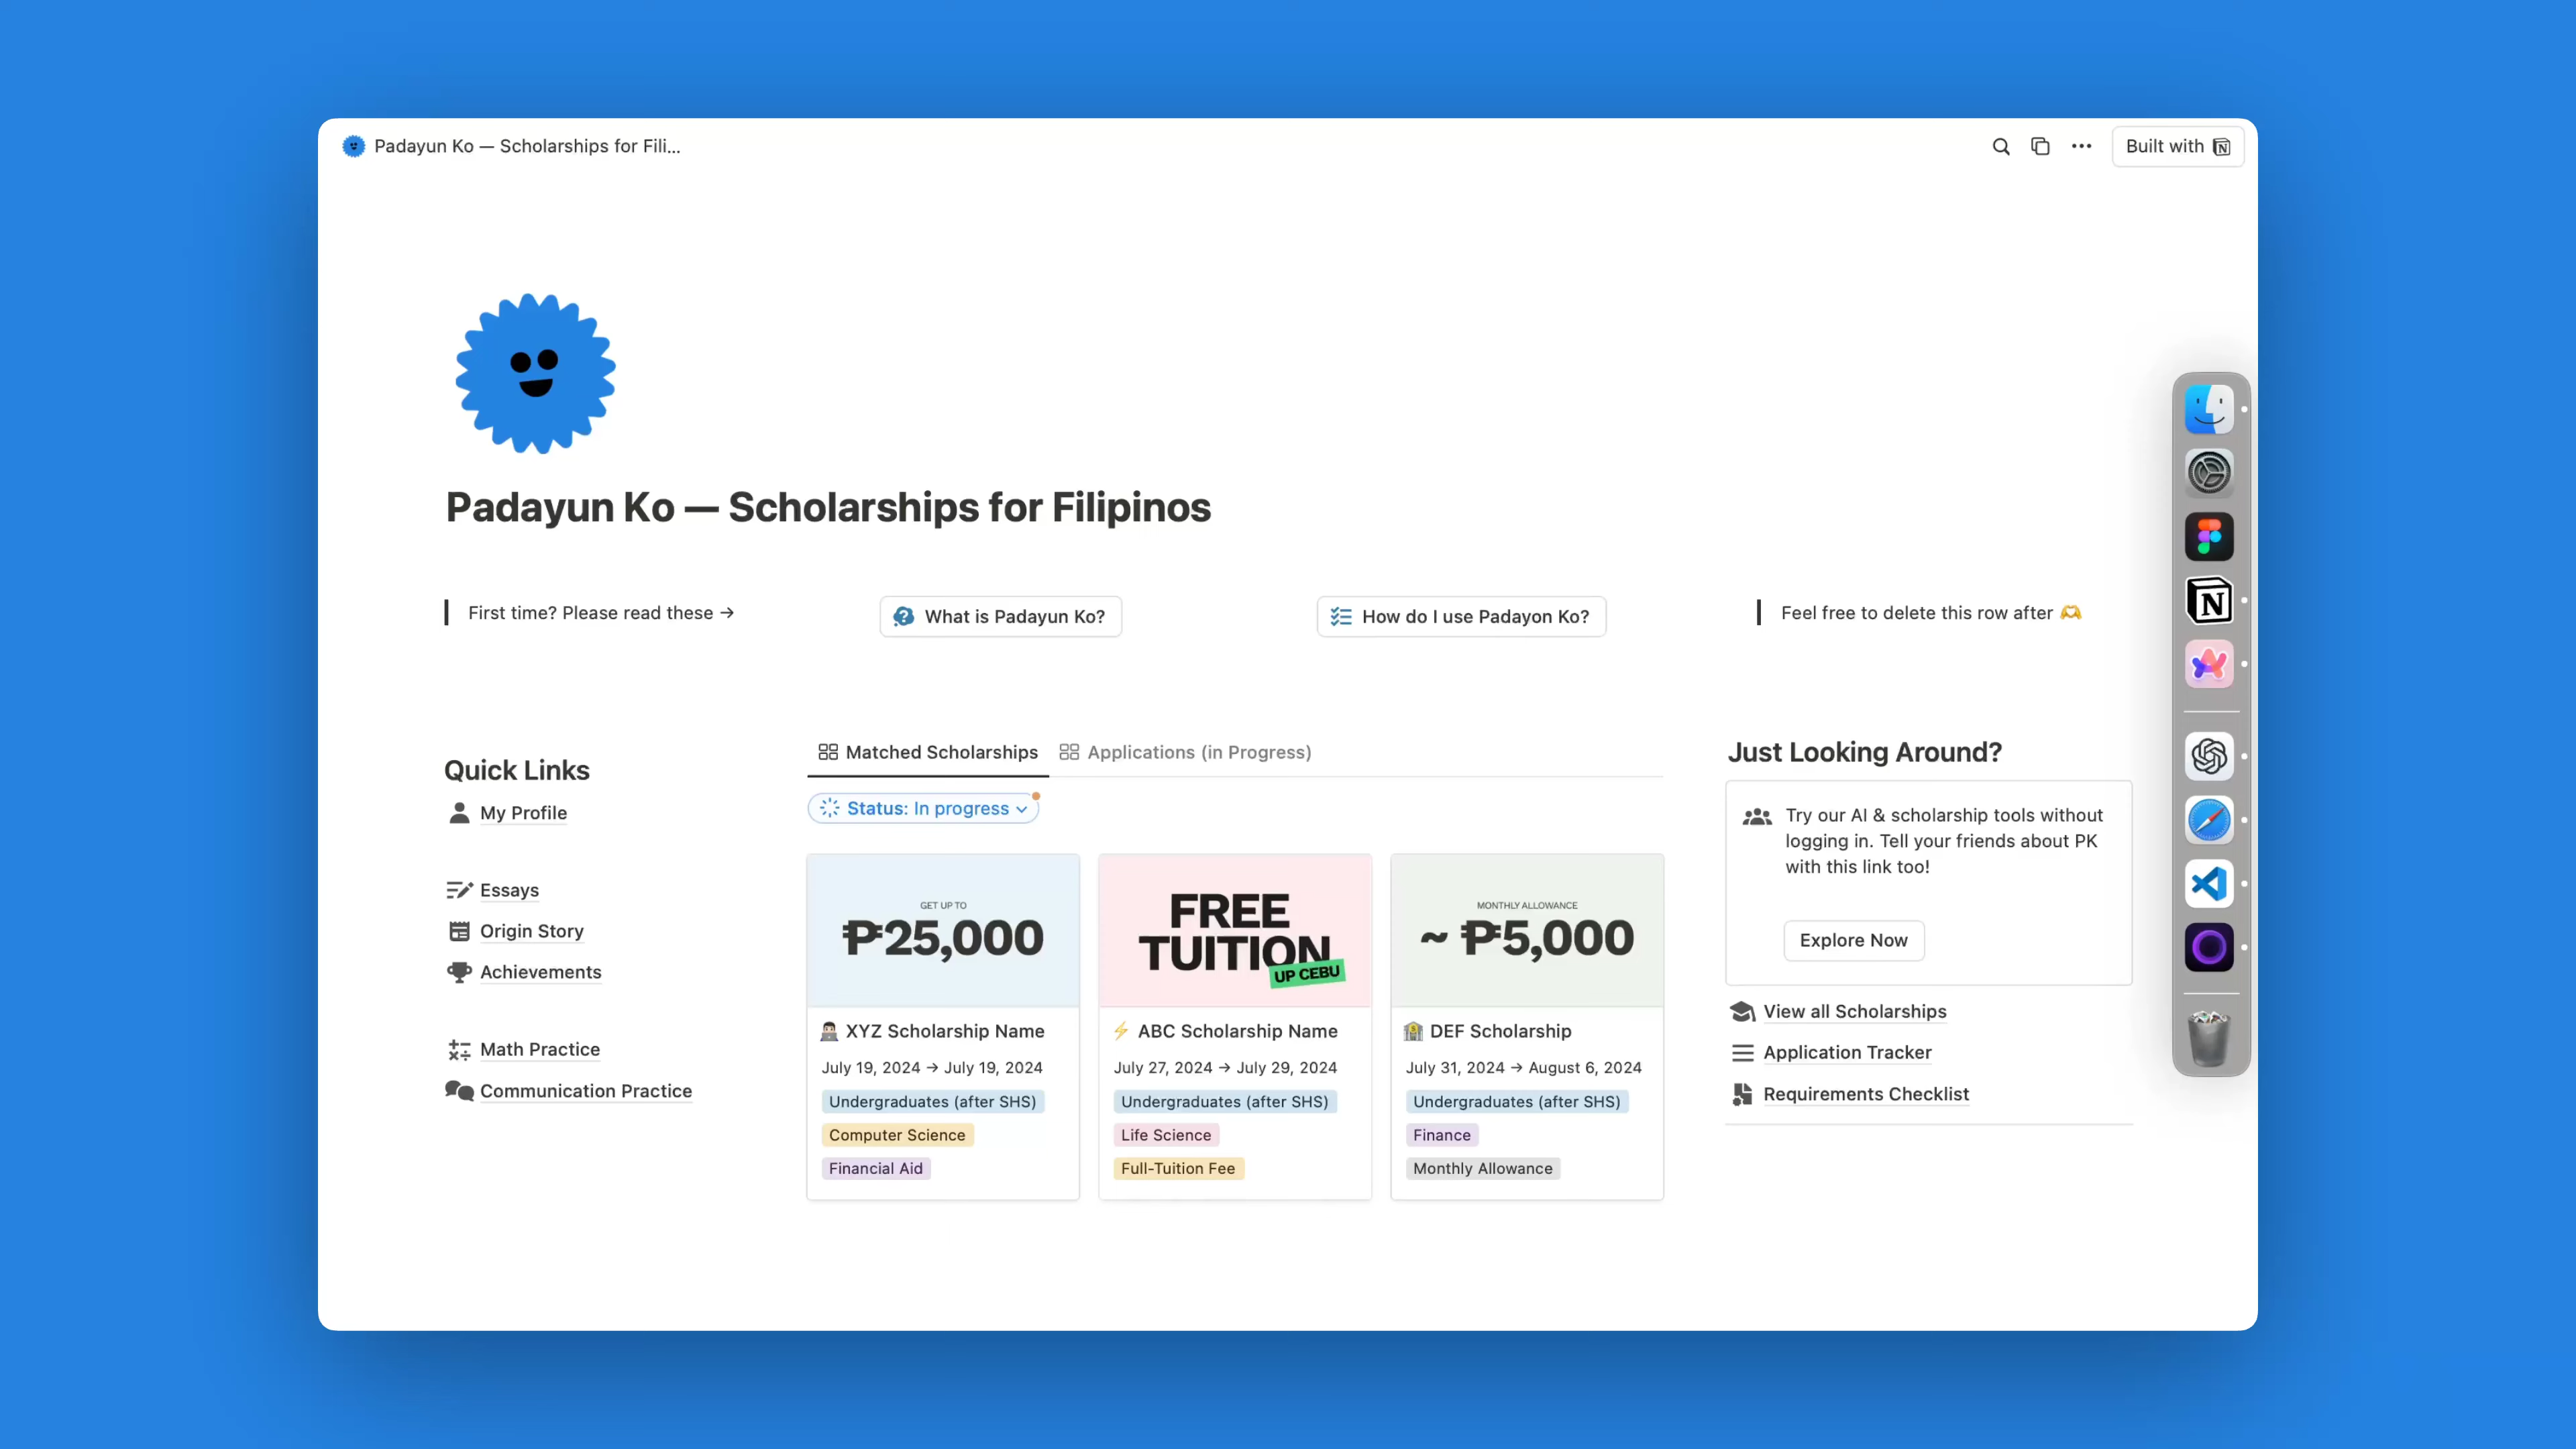 Padayun Ko — Scholarships for Fili...
Built with
Padayun Ko — Scholarships for Filipinos
First time? Please read these →
What is Padayun Ko?
How do I use Padayon Ko?
Feel free to delete this row after 🫶
Quick Links
My Profile
Essays
Origin Story
Achievements
Math Practice
Communication Practice
Matched Scholarships
Applications (in Progress)
Status: In progress
GET UP TO
₱25,000
XYZ Scholarship Name
July 19, 2024 → July 19, 2024
Undergraduates (after SHS)
Computer Science
Financial Aid
FREE
TUITION
UP CEBU
⚡ ABC Scholarship Name
July 27, 2024 → July 29, 2024
Undergraduates (after SHS)
Life Science
Full-Tuition Fee
MONTHLY ALLOWANCE
~ ₱5,000
DEF Scholarship
July 31, 2024 → August 6, 2024
Undergraduates (after SHS)
Finance
Monthly Allowance
Just Looking Around?
Try our AI & scholarship tools without
logging in. Tell your friends about PK
with this link too!
Explore Now
View all Scholarships
Application Tracker
Requirements Checklist